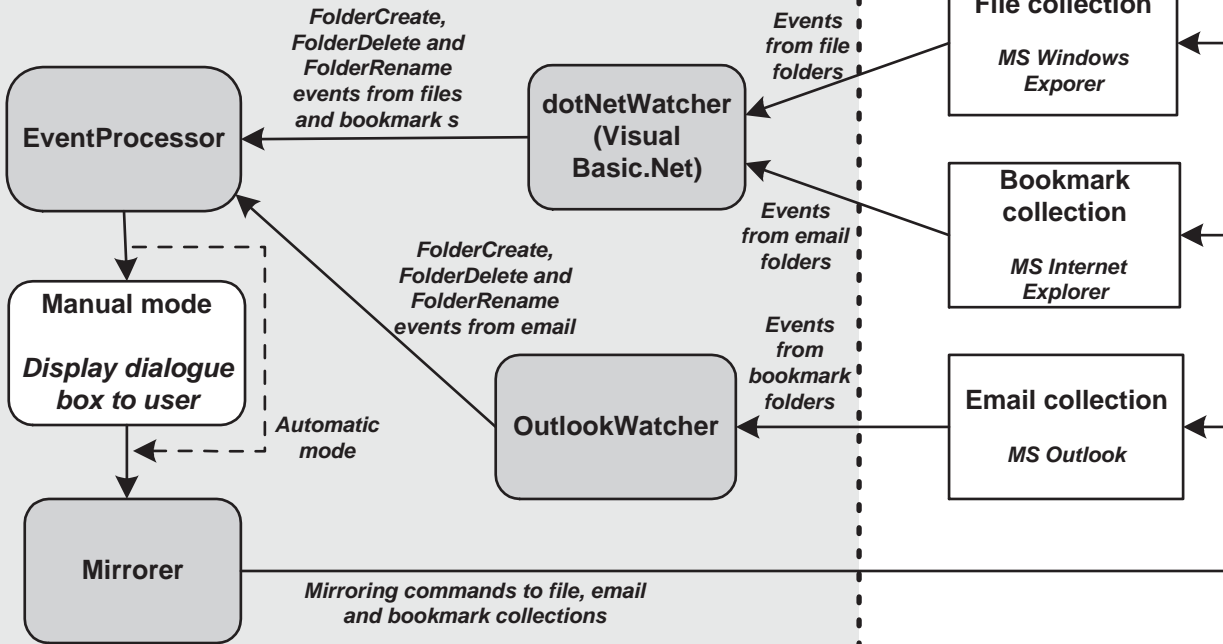 FolderCreate,
FolderDelete and
FolderRename
events from files
and bookmark s
Events
from file
folders
File collection
MS Windows
Exporer
EventProcessor
dotNetWatcher
(Visual
Basic.Net)
Bookmark
collection
MS Internet
Explorer
Events
from email
folders
FolderCreate,
FolderDelete and
FolderRename
events from email
Manual mode
Display dialogue
box to user
Automatic
mode
Events
from
bookmark
folders
OutlookWatcher
Email collection
MS Outlook
Mirrorer
Mirroring commands to file, email
and bookmark collections